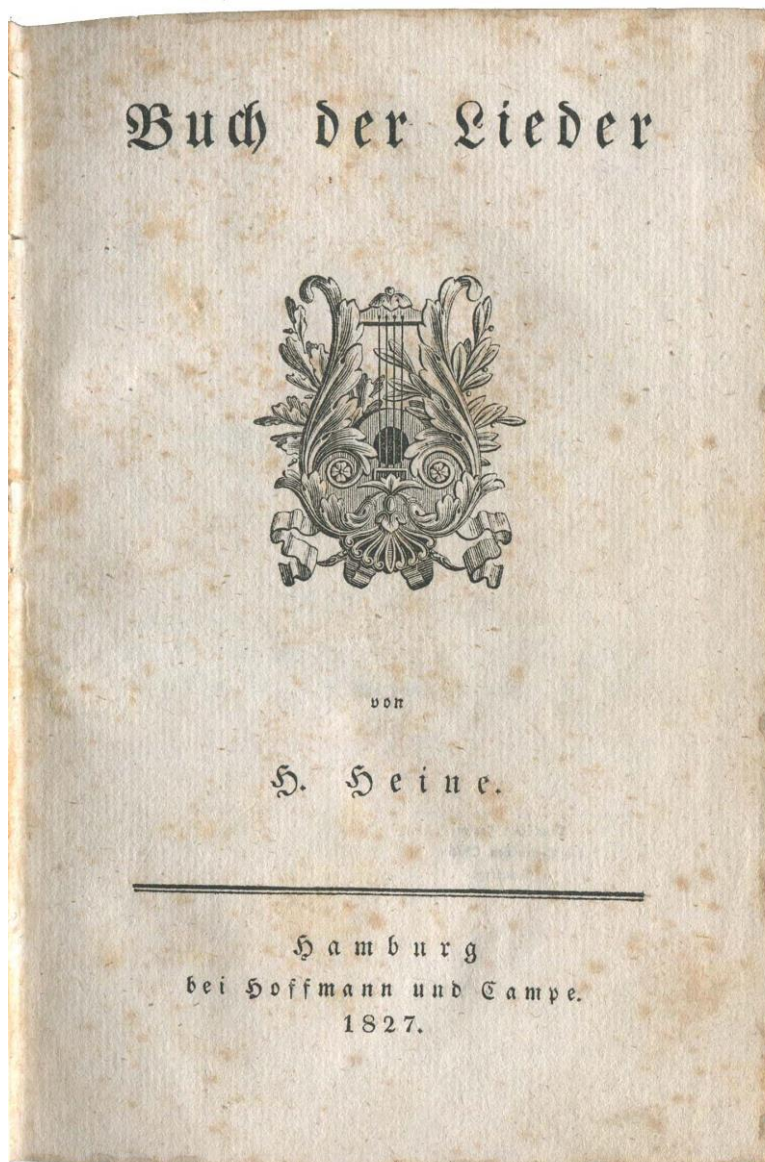 Buch der Lieder
von
H. Heine.
Hamburg
bei Hoffmann und Campe.
1827.